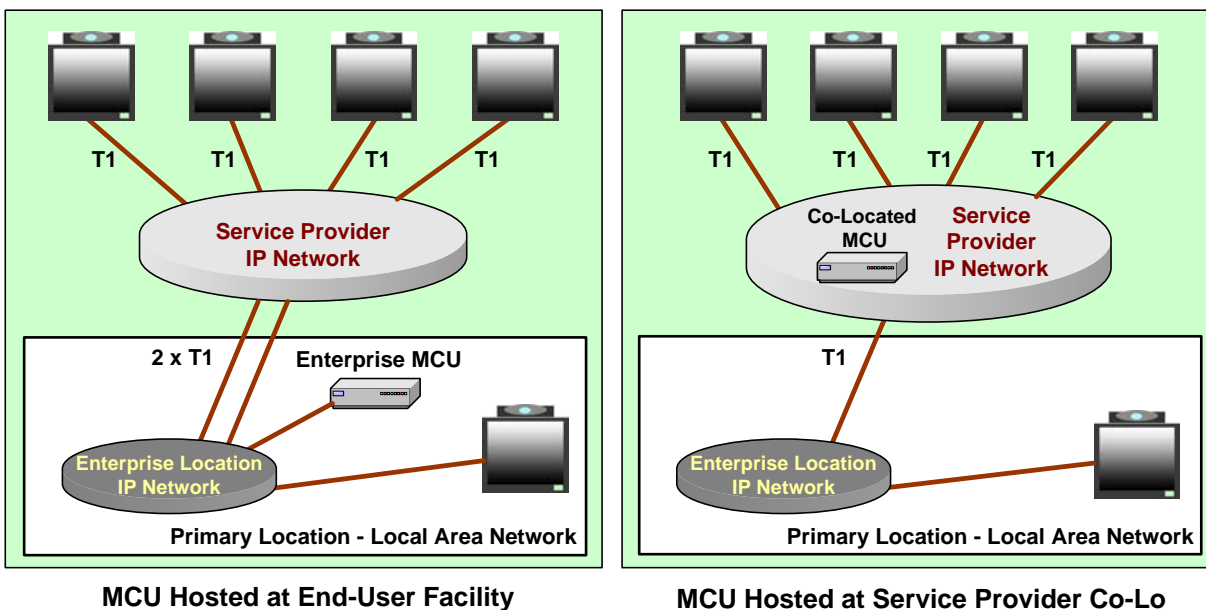 T1
T1
T1
T1
Service Provider
IP Network
2 x T1
Enterprise MCU
Enterprise Location
IP Network
Primary Location - Local Area Network
MCU Hosted at End-User Facility
T1
T1
T1
T1
Co-Located
MCU
Service
Provider
IP Network
T1
Enterprise Location
IP Network
Primary Location - Local Area Network
MCU Hosted at Service Provider Co-Lo